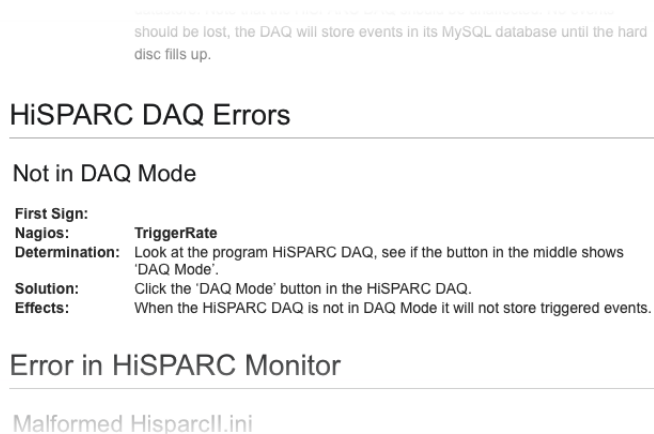 should be lost, the DAQ will store events in its MySQL database until the hard
disc fills up.
HiSPARC DAQ Errors
Not in DAQ Mode
First Sign:
Nagios: TriggerRate
Determination: Look at the program HiSPARC DAQ, see if the button in the middle shows
'DAQ Mode'.
Solution: Click the 'DAQ Mode' button in the HiSPARC DAQ.
Effects: When the HiSPARC DAQ is not in DAQ Mode it will not store triggered events.
Error in HiSPARC Monitor
Malformed HisparcII.ini